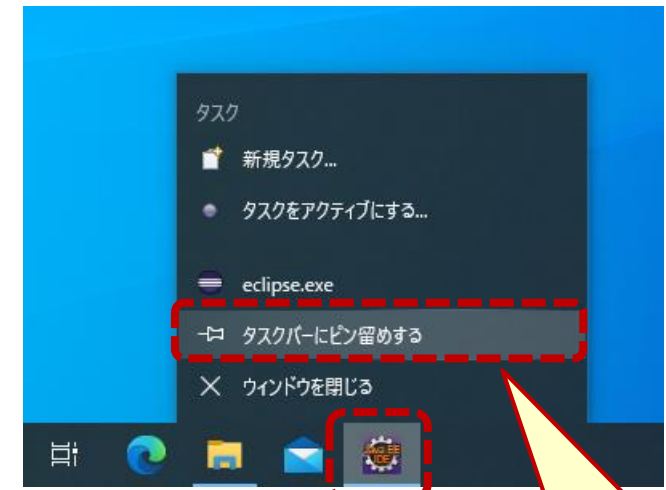 タスク
新規タスク...
タスクをアクティブにする...
eclipse.exe
タスクバーにピン留めする
ウィンドウを閉じる
IDE